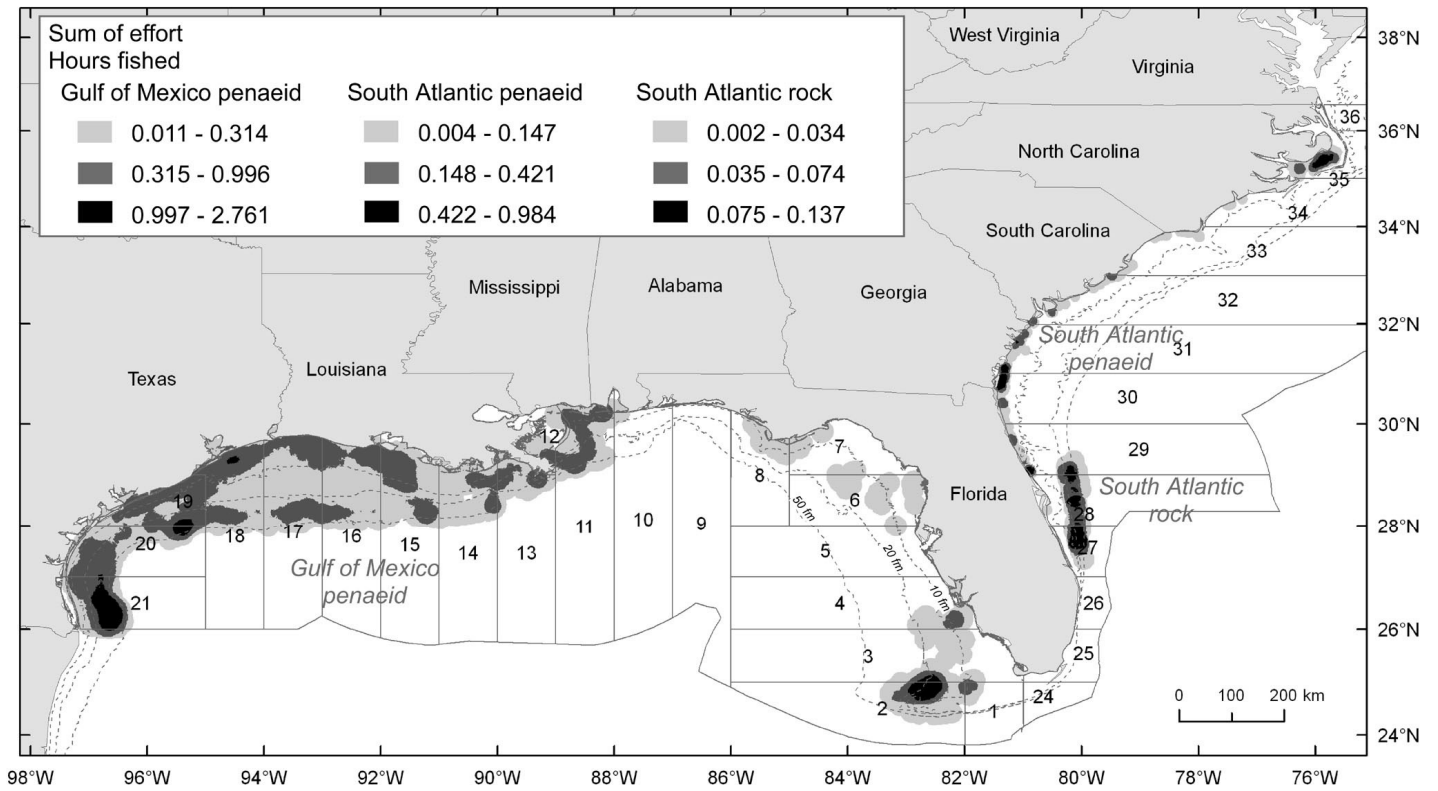 Sum of effort
Hours fished
Gulf of Mexico penaeid South Atlantic penaeid South Atlantic rock
0.011 - 0.314 0.004 - 0.147 0.002 - 0.034
0.315 - 0.996 0.148 - 0.421 0.035 - 0.074
0.997 - 2.761 0.422 - 0.984 0.075 - 0.137
West Virginia
Virginia
North Carolina
South Carolina
Mississippi
Alabama
Georgia
Texas
Louisiana
Florida
South Atlantic
penaeid
South Atlantic
rock
Gulf of Mexico
penaeid
36
35
34
33
32
31
30
29
28
27
26
25
24
1
2
3
4
5
6
7
8
9
10
11
12
13
14
15
16
17
18
19
20
21
50 fm
20 fm
10 fm
0 100 200 km
38°N
36°N
34°N
32°N
30°N
28°N
26°N
24°N
98°W 96°W 94°W 92°W 90°W 88°W 86°W 84°W 82°W 80°W 78°W 76°W